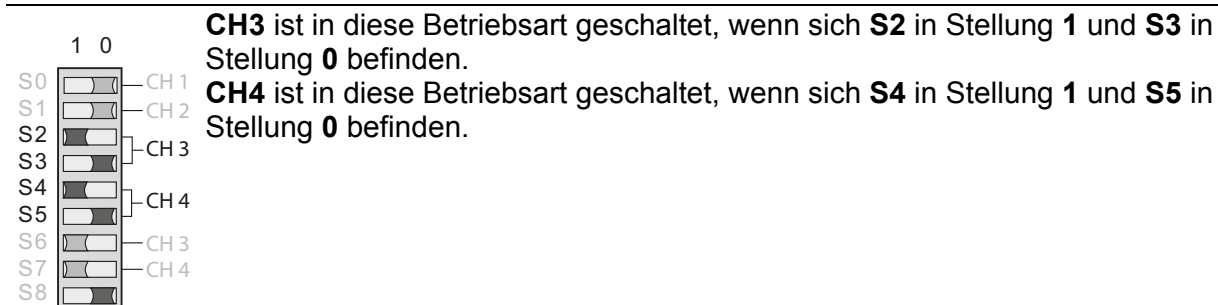 CH3 ist in diese Betriebsart geschaltet, wenn sich S2 in Stellung 1 und S3 in
Stellung 0 befinden.
CH4 ist in diese Betriebsart geschaltet, wenn sich S4 in Stellung 1 und S5 in
Stellung 0 befinden.
1 0
S0 CH 1
S1 CH 2
S2
CH 3
S3
S4
CH 4
S5
S6 CH 3
S7 CH 4
S8